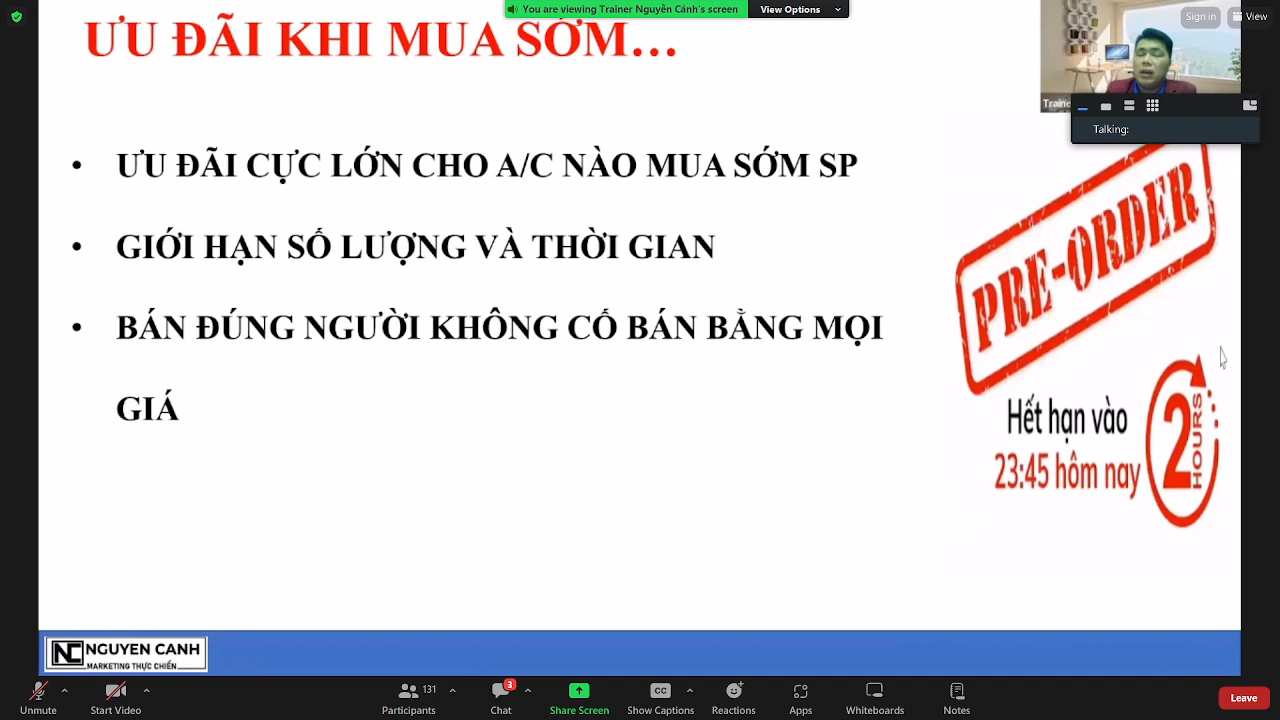 You are viewing Trainer Nguyễn Cảnh's screen
View Options
Sign in
View
ƯU ĐÃI KHI MUA SỚM...
Talking:
• ƯU ĐÃI CỰC LỚN CHO A/C NÀO MUA SỚM SP
• GIỚI HẠN SỐ LƯỢNG VÀ THỜI GIAN
• BÁN ĐÚNG NGƯỜI KHÔNG CỐ BÁN BẰNG MỌI
GIÁ
PRE-ORDER
Hết hạn vào
23:45 hôm nay
2 HOURS
NC NGUYEN CANH
MARKETING THỰC CHIẾN
Unmute
Start Video
Participants 131
Chat 3
Share Screen
CC Show Captions
Reactions
Apps
Whiteboards
Notes
Leave